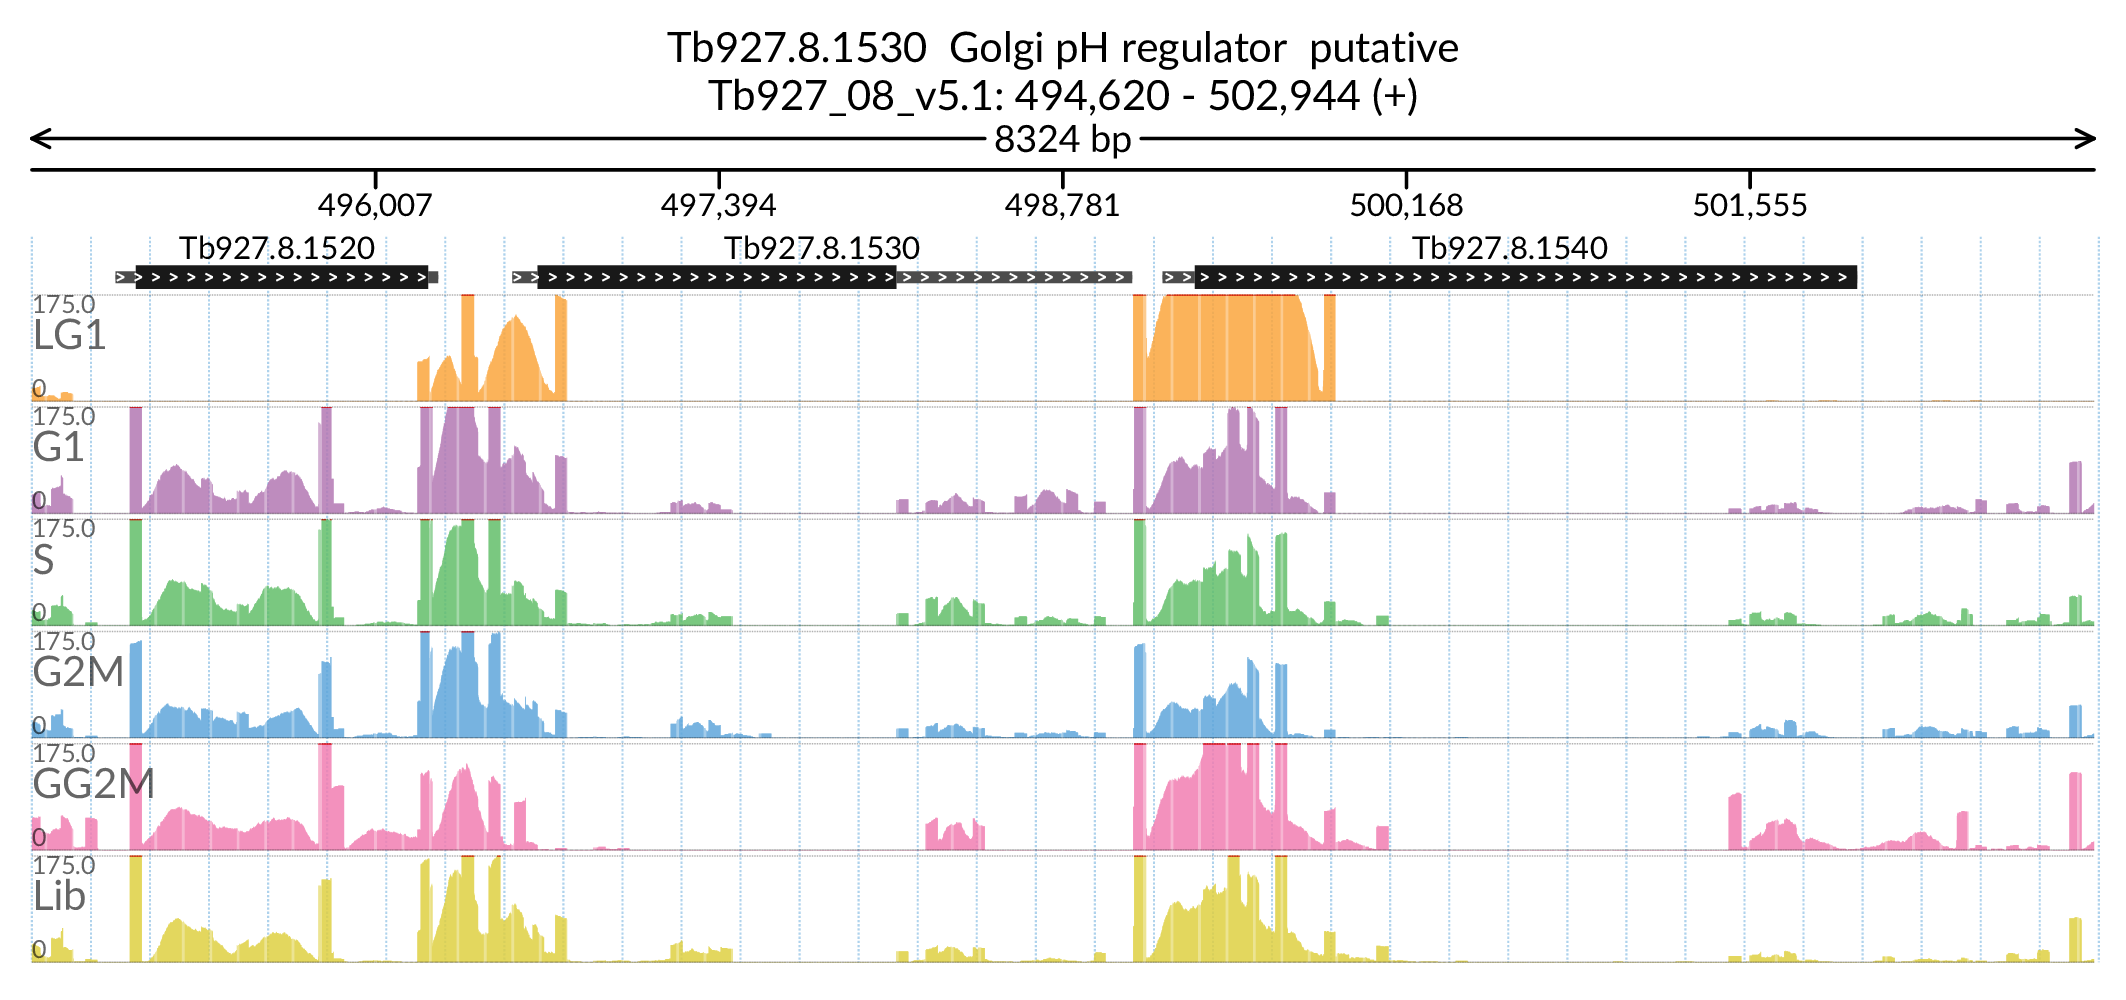 Tb927.8.1530  Golgi pH regulator  putative
Tb927_08_v5.1: 494,620 - 502,944 (+)
8324 bp
496,007 497,394 498,781 500,168 501,555
Tb927.8.1520 Tb927.8.1530 Tb927.8.1540
175.0
LG1
0
175.0
G1
0
175.0
S
0
175.0
G2M
0
175.0
GG2M
0
175.0
Lib
0